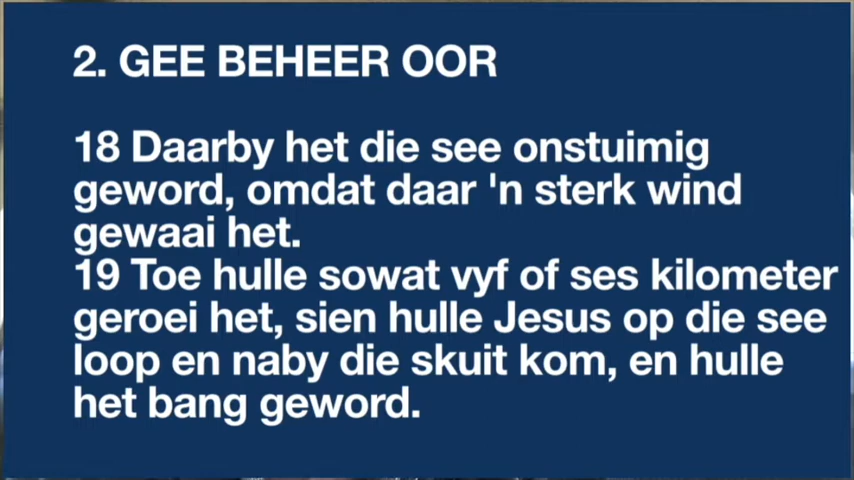 2. GEE BEHEER OOR
18 Daarby het die see onstuimig
geword, omdat daar 'n sterk wind
gewaai het.
19 Toe hulle sowat vyf of ses kilometer
geroei het, sien hulle Jesus op die see
loop en naby die skuit kom, en hulle
het bang geword.